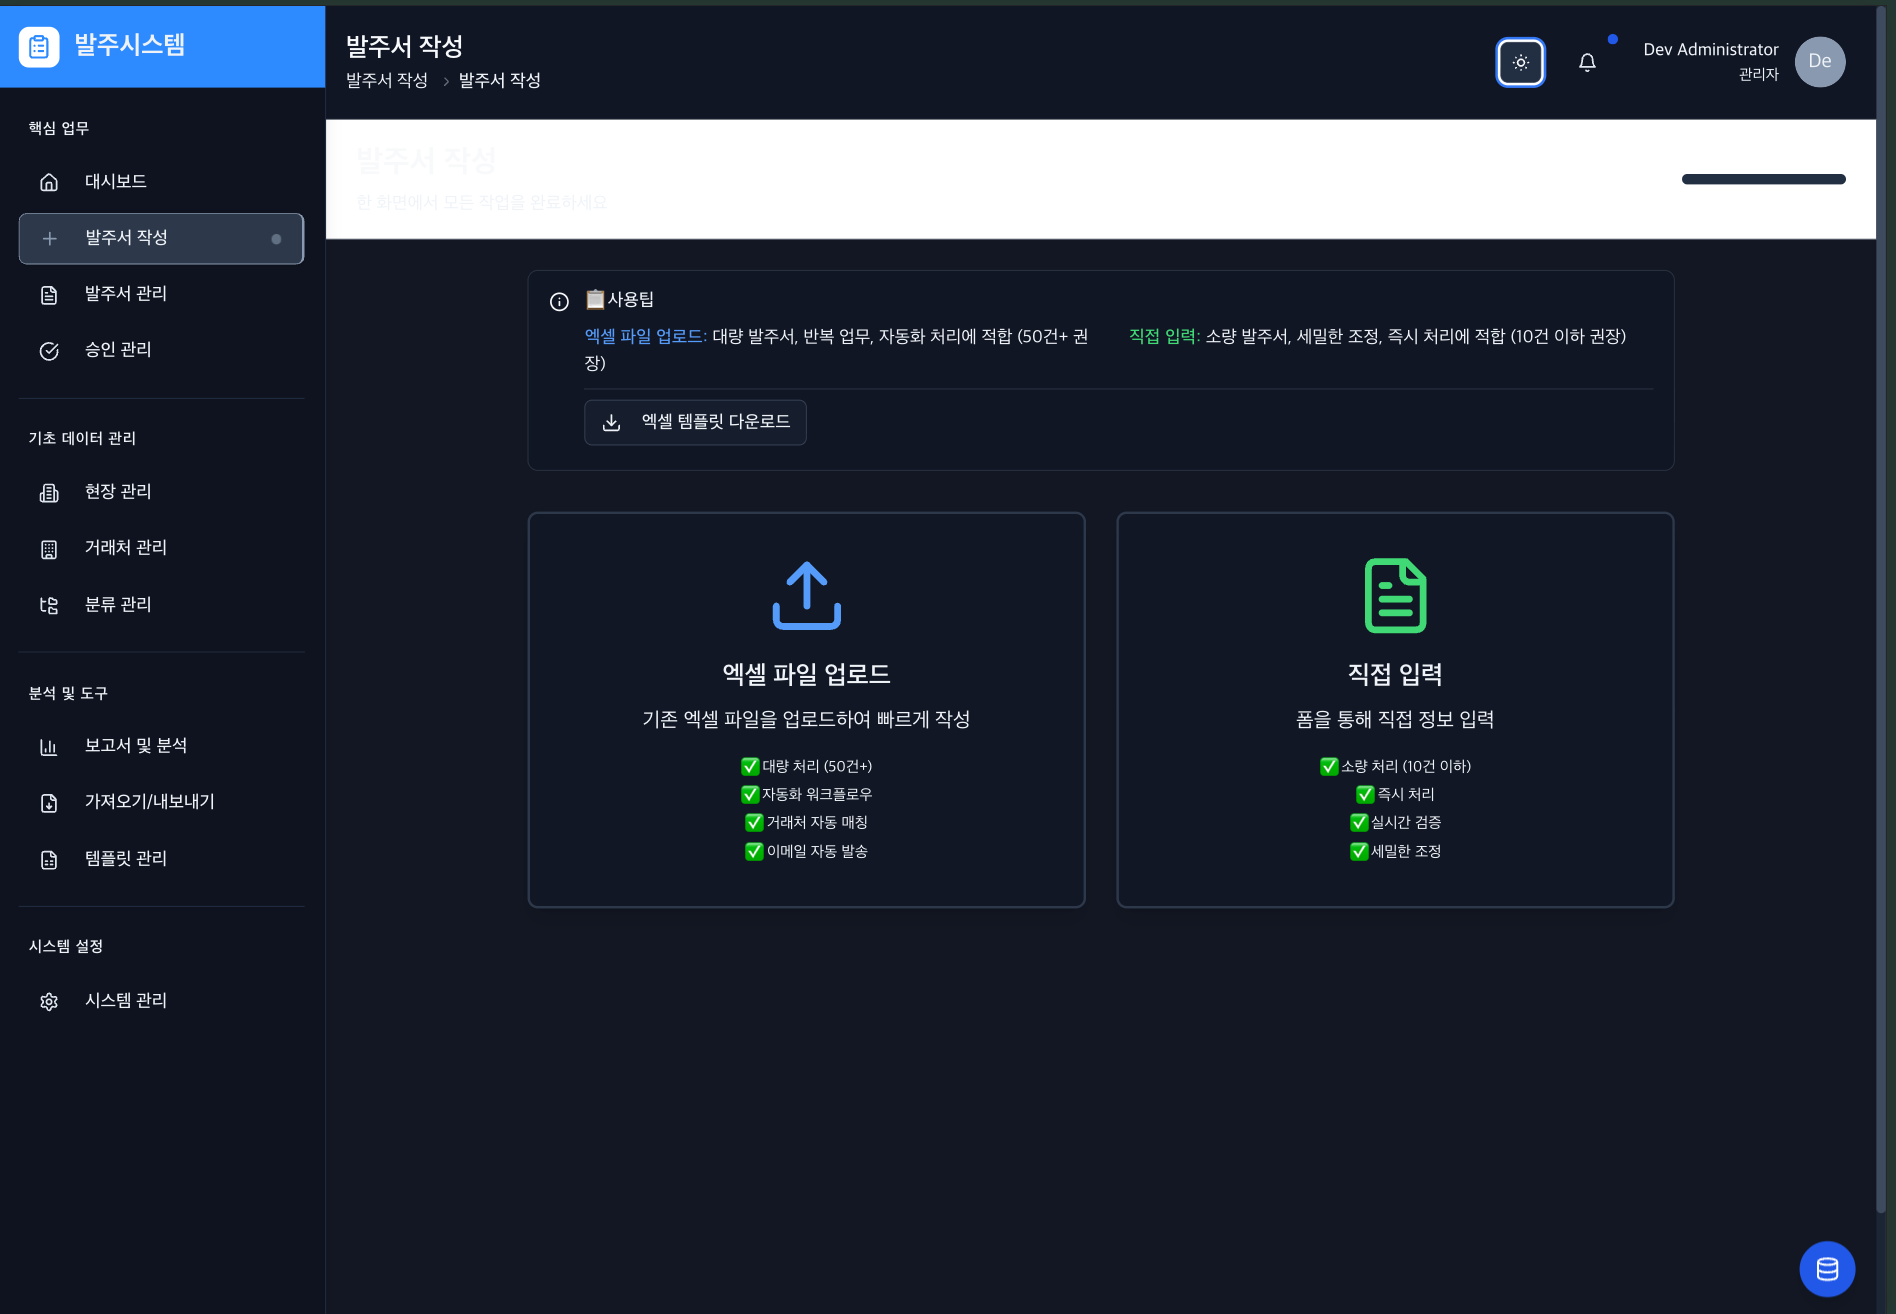 발주시스템
핵심 업무
대시보드
발주서 작성
발주서 관리
승인 관리
기초 데이터 관리
현장 관리
거래처 관리
분류 관리
분석 및 도구
보고서 및 분석
가져오기/내보내기
템플릿 관리
시스템 설정
시스템 관리
발주서 작성
발주서 작성 > 발주서 작성
Dev Administrator
관리자
De
발주서 작성
한 화면에서 모든 작업을 완료하세요
사용팁
엑셀 파일 업로드: 대량 발주서, 반복 업무, 자동화 처리에 적합 (50건+ 권
장)
직접 입력: 소량 발주서, 세밀한 조정, 즉시 처리에 적합 (10건 이하 권장)
엑셀 템플릿 다운로드
엑셀 파일 업로드
기존 엑셀 파일을 업로드하여 빠르게 작성
✅ 대량 처리 (50건+)
✅ 자동화 워크플로우
✅ 거래처 자동 매칭
✅ 이메일 자동 발송
직접 입력
폼을 통해 직접 정보 입력
✅ 소량 처리 (10건 이하)
✅ 즉시 처리
✅ 실시간 검증
✅ 세밀한 조정